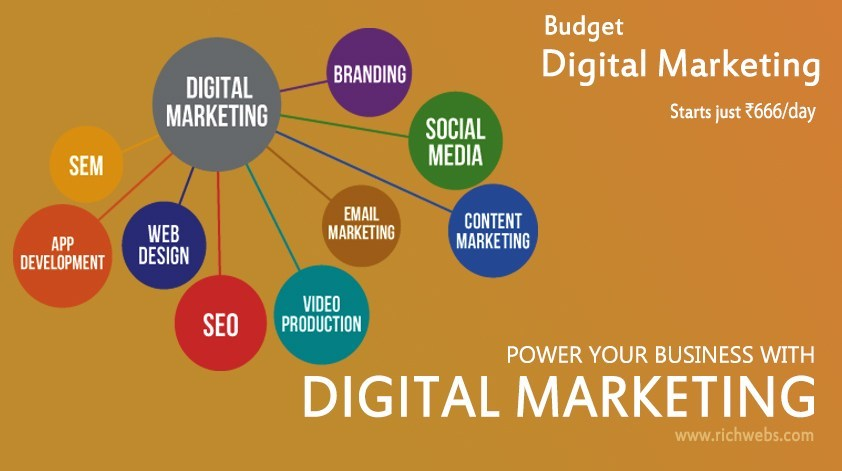 Budget
Digital Marketing
Starts just ₹666/day
DIGITAL
MARKETING
BRANDING
SOCIAL
MEDIA
SEM
EMAIL
MARKETING
CONTENT
MARKETING
APP
DEVELOPMENT
WEB
DESIGN
SEO
VIDEO
PRODUCTION
POWER YOUR BUSINESS WITH
DIGITAL MARKETING
www.richwebs.com